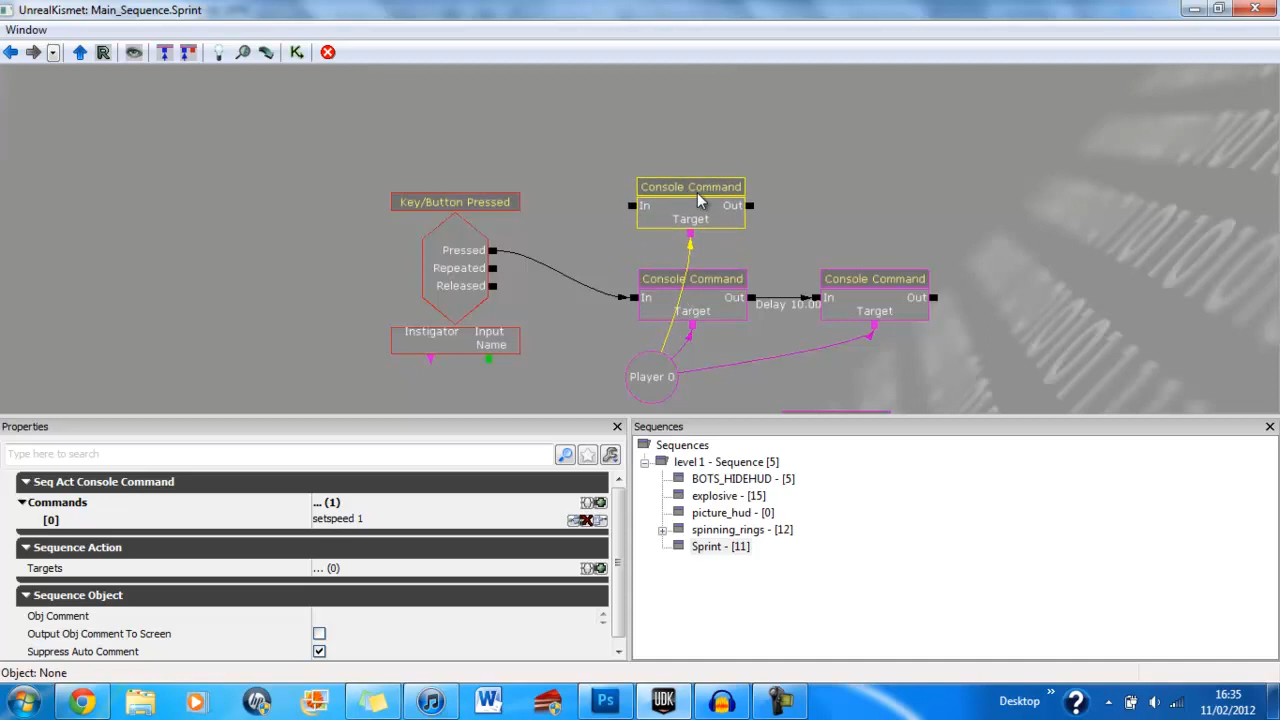 UnrealKismet: Main_Sequence.Sprint
Window
Console Command
In
Out
Target
Key/Button Pressed
Pressed
Repeated
Released
Instigator
Input
Name
Console Command
In
Out
Target
Delay 10.00
Console Command
In
Out
Target
Player 0
Properties
Type here to search
Seq Act Console Command
Commands ... (1)
[0] setspeed 1
Sequence Action
Targets ... (0)
Sequence Object
Obj Comment
Output Obj Comment To Screen
Suppress Auto Comment
Sequences
Sequences
level1 - Sequence [5]
BOTS_HIDEHUD - [5]
explosive - [15]
picture_hud - [0]
spinning_rings - [12]
Sprint - [11]
Object: None
Desktop
16:35
11/02/2012